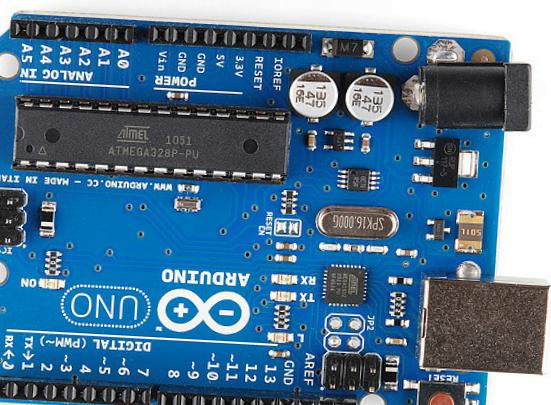 IOREF
RESET
3.3V
5V
GND
GND
Vin
POWER
A0
A1
A2
A3
A4
A5
ANALOG IN
M7
135
47
16E
135
47
16E
ATMEL 1051
ATMEGA328P-PU
WWW.ARDUINO.CC - MADE IN ITAL
RESET
EN
SPK16.000G
501L
ON
RX
TX
L
ARDUINO
UNO
JP2
DIGITAL (PWM~)
AREF
GND
13
12
~11
~10
~9
8
7
~6
~5
4
~3
2
TX→1
RX←0
RESET